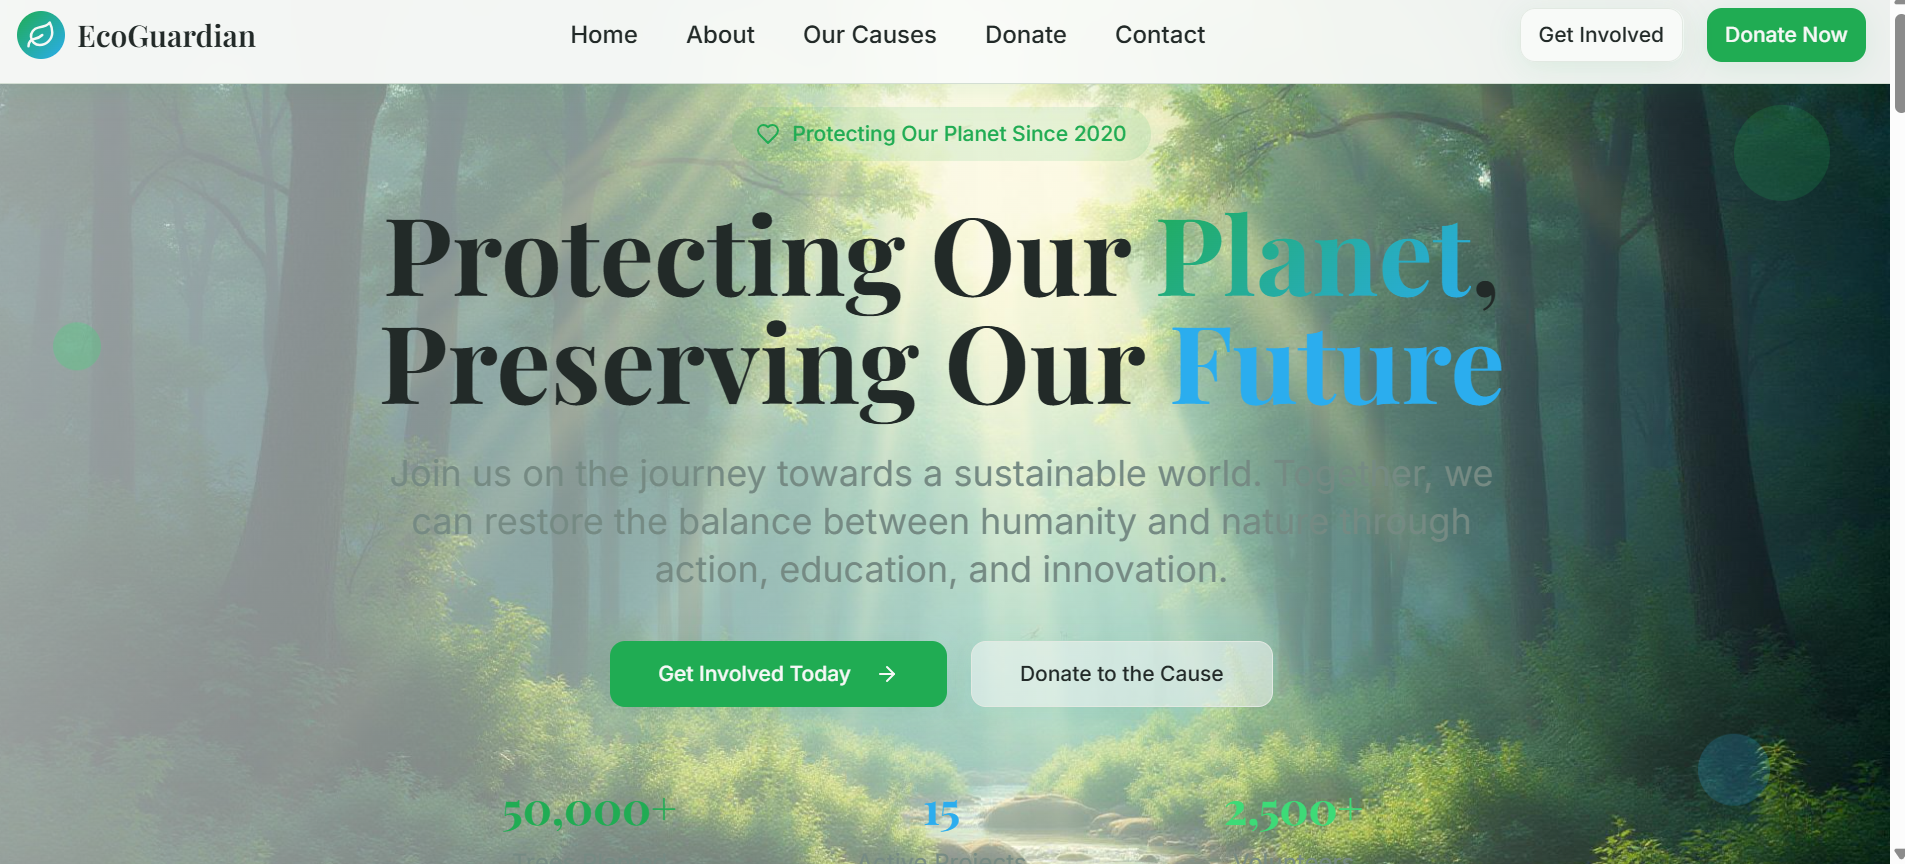 EcoGuardian
Home About Our Causes Donate Contact
Get Involved
Donate Now
Protecting Our Planet Since 2020
Protecting Our Planet,
Preserving Our Future
Join us on the journey towards a sustainable world. Together, we
can restore the balance between humanity and nature through
action, education, and innovation.
Get Involved Today
Donate to the Cause
50,000+ 15 2,500+
Active Projects